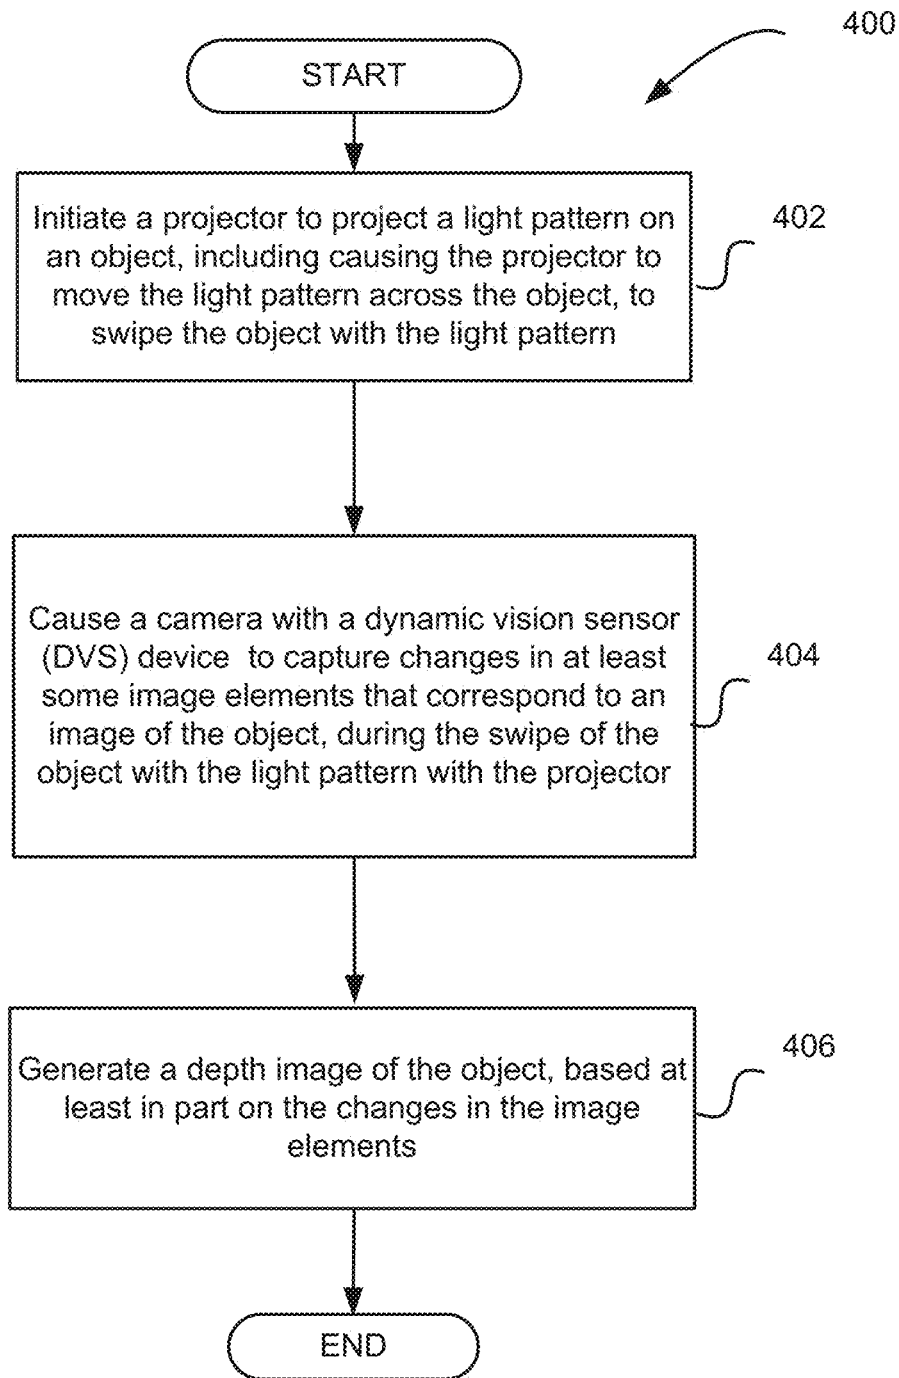 400
START
Initiate a projector to project a light pattern on
an object, including causing the projector to
move the light pattern across the object, to
swipe the object with the light pattern
402
Cause a camera with a dynamic vision sensor
(DVS) device to capture changes in at least
some image elements that correspond to an
image of the object, during the swipe of the
object with the light pattern with the projector
404
Generate a depth image of the object, based at
least in part on the changes in the image
elements
406
END